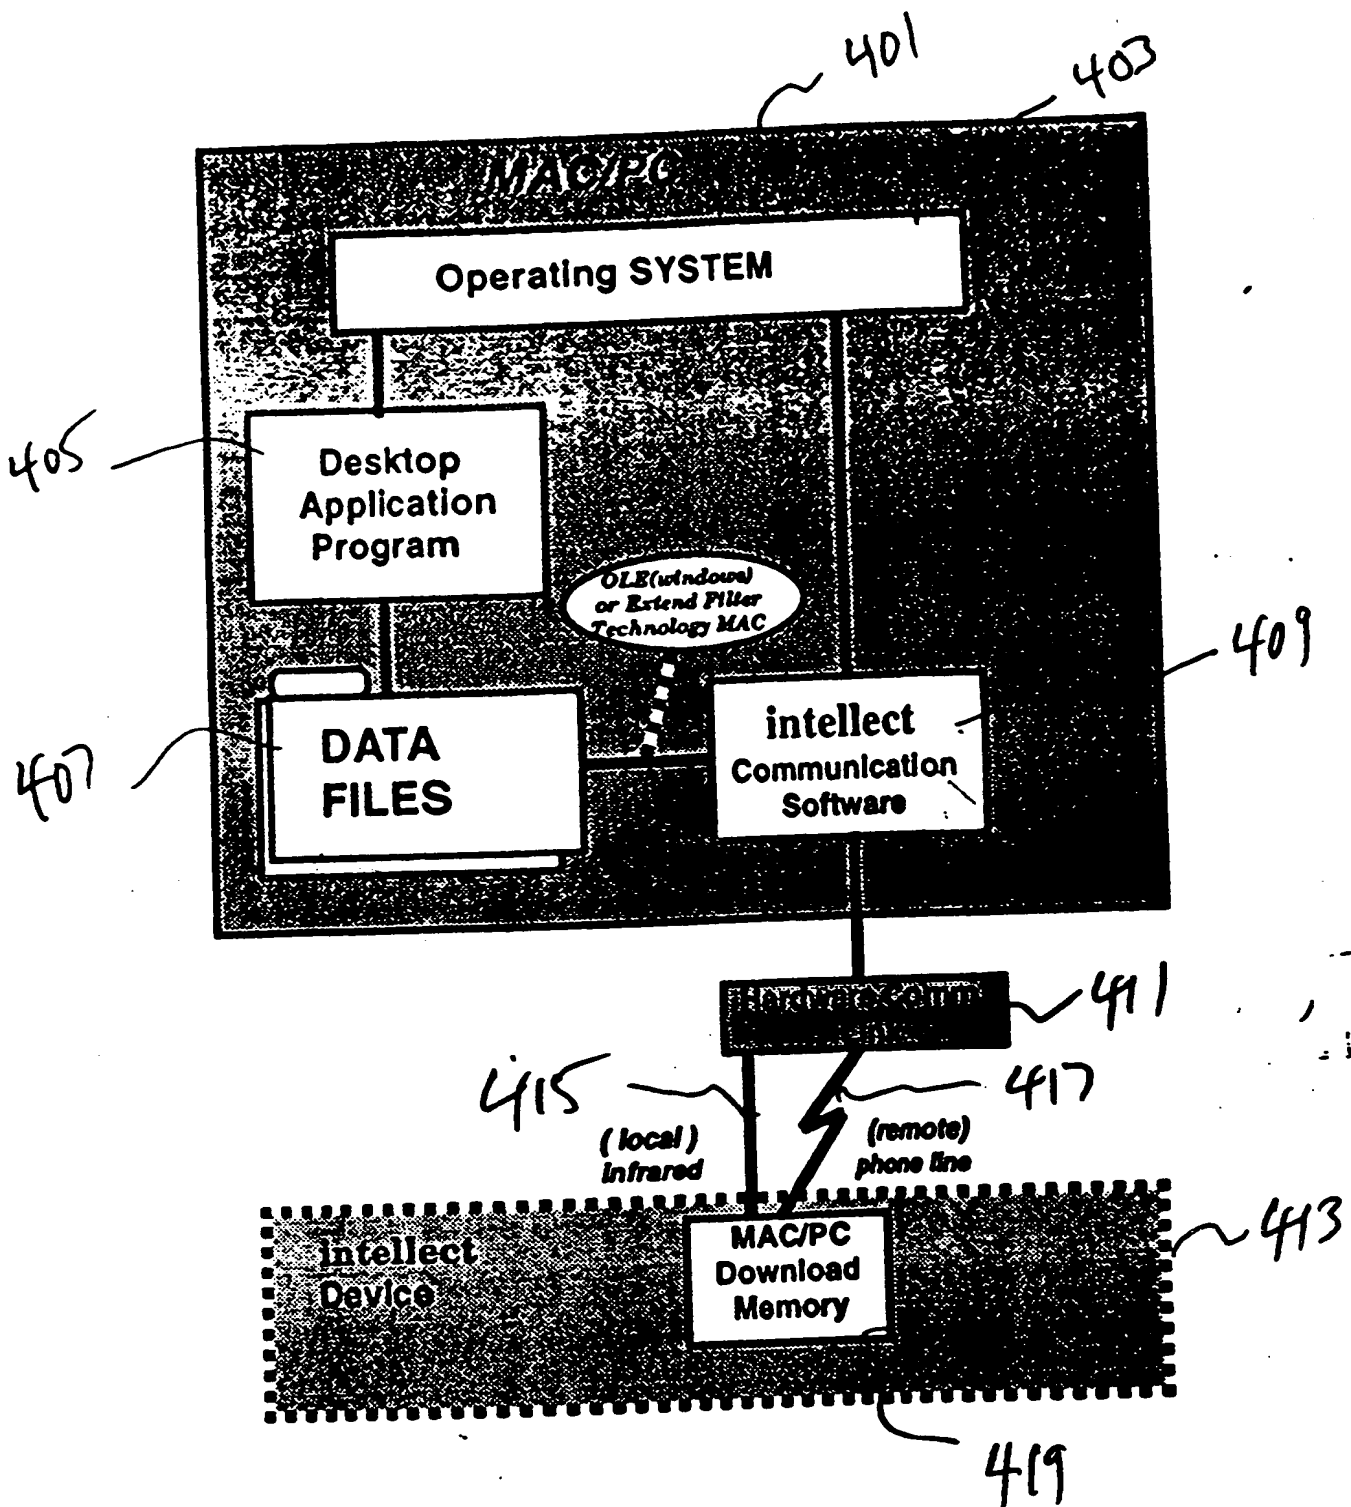 401
403
MAC/PC
Operating SYSTEM
405
Desktop
Application
Program
OLE(windows)
or Extend Filter
Technology MAC
409
407
DATA
FILES
intellect
Communication
Software
Hardware Comm
411
415
417
(local)
infrared
(remote)
phone line
intellect
Device
MAC/PC
Download
Memory
413
419